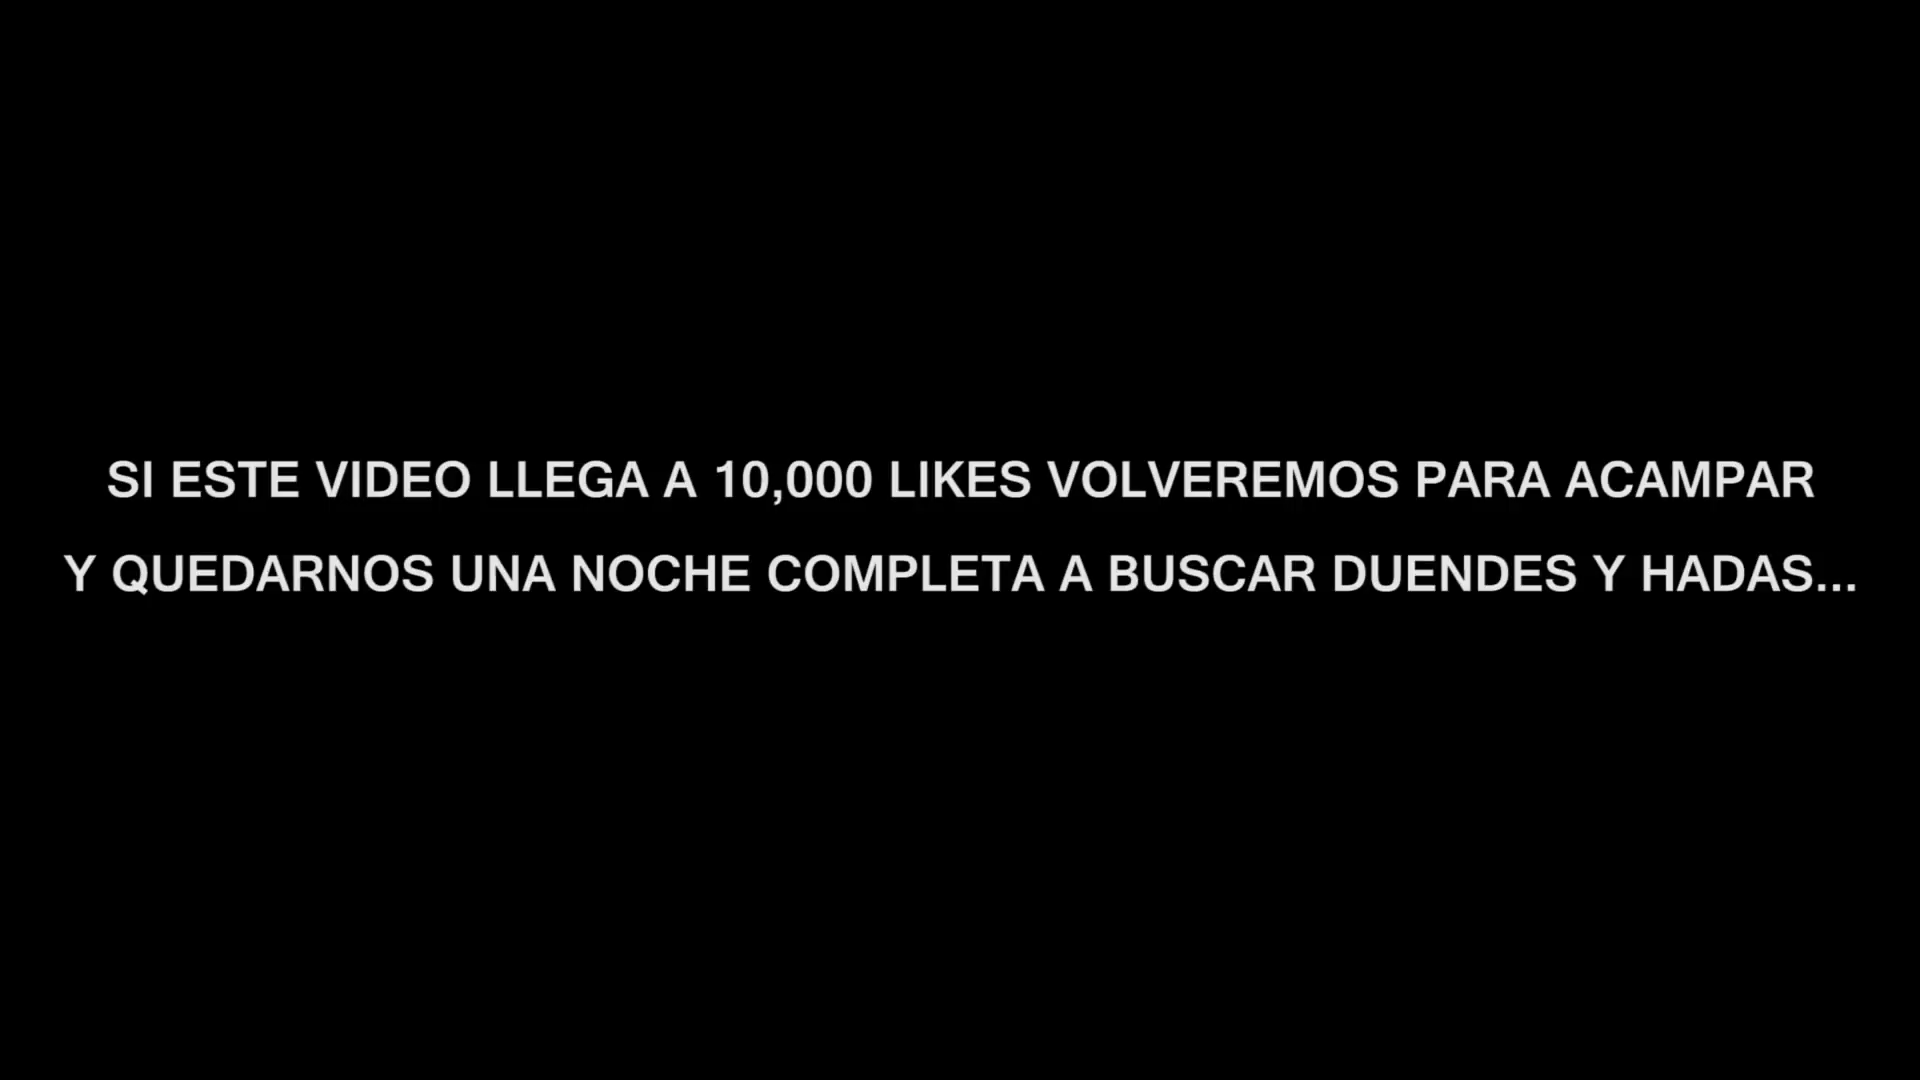 SI ESTE VIDEO LLEGA A 10,000 LIKES VOLVEREMOS PARA ACAMPAR
Y QUEDARNOS UNA NOCHE COMPLETA A BUSCAR DUENDES Y HADAS...